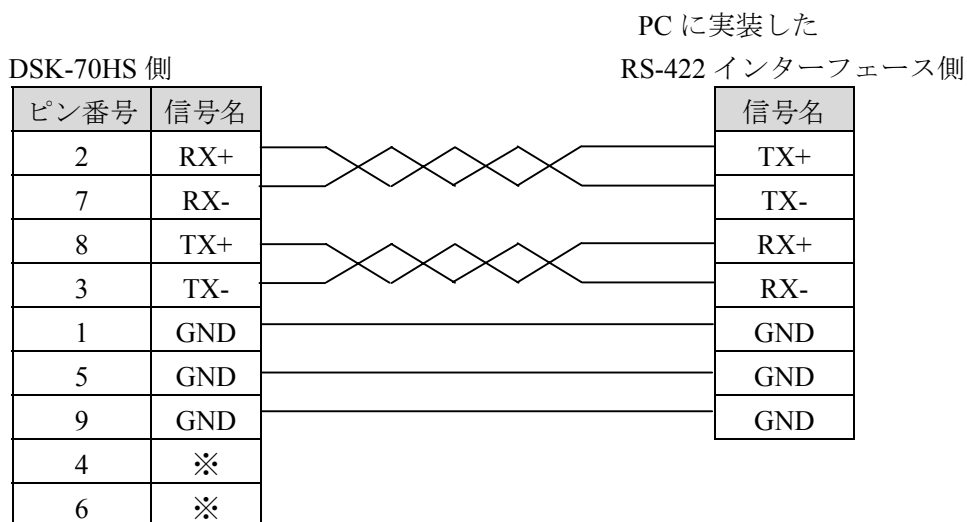 PC に実装した
DSK-70HS 側 RS-422 インターフェース側
ピン番号 信号名 信号名
2 RX+ TX+
7 RX- TX-
8 TX+ RX+
3 TX- RX-
1 GND GND
5 GND GND
9 GND GND
4 ※
6 ※